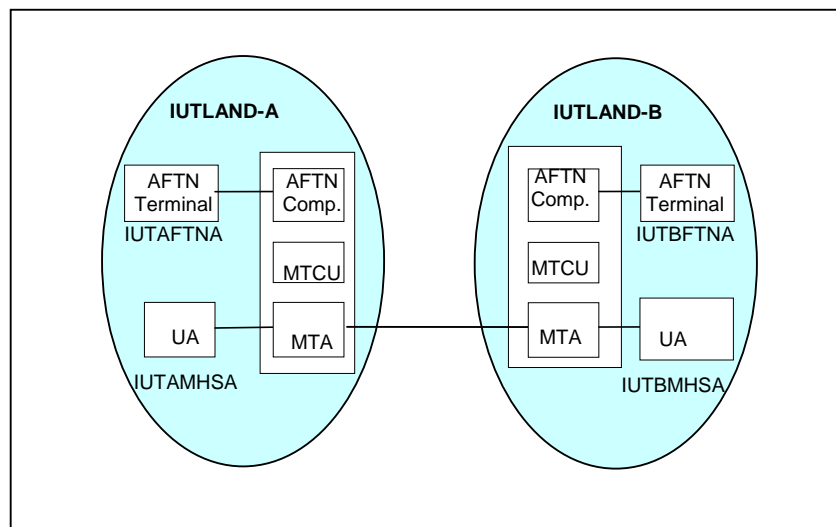 IUTLAND-A
AFTN
Terminal
IUTAFTNA
AFTN
Comp.
MTCU
UA
MTA
IUTAMHSA
IUTLAND-B
AFTN
Comp.
AFTN
Terminal
IUTBFTNA
MTCU
MTA
UA
IUTBMHSA